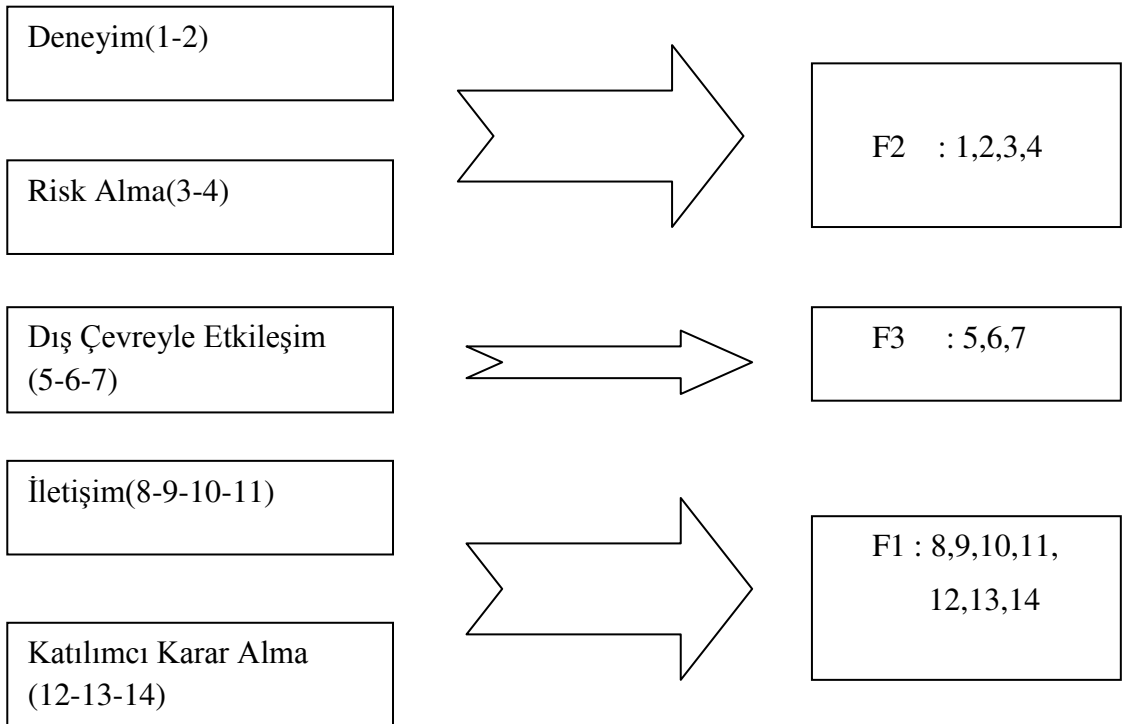 Deneyim(1-2)
Risk Alma(3-4)
F2 : 1,2,3,4
Dış Çevreyle Etkileşim
(5-6-7)
F3 : 5,6,7
İletişim(8-9-10-11)
Katılımcı Karar Alma
(12-13-14)
F1 : 8,9,10,11,
12,13,14